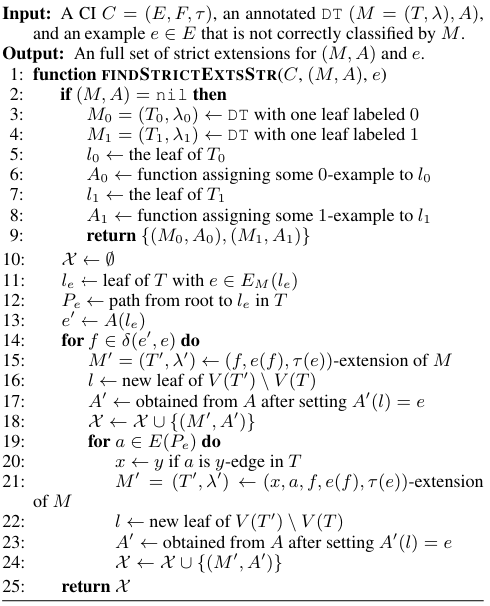 Input: A CI C = (E, F, τ), an annotated DT (M = (T, λ), A),
and an example e ∈ E that is not correctly classified by M.
Output: An full set of strict extensions for (M, A) and e.
1: function FINDSTRICTEXTSSTR(C, (M, A), e)
2: if (M, A) = nil then
3: M₀ = (T₀, λ₀) ← DT with one leaf labeled 0
4: M₁ = (T₁, λ₁) ← DT with one leaf labeled 1
5: l₀ ← the leaf of T₀
6: A₀ ← function assigning some 0-example to l₀
7: l₁ ← the leaf of T₁
8: A₁ ← function assigning some 1-example to l₁
9: return {(M₀, A₀), (M₁, A₁)}
10: 𝒳 ← ∅
11: lₑ ← leaf of T with e ∈ E_M(lₑ)
12: Pₑ ← path from root to lₑ in T
13: e′ ← A(lₑ)
14: for f ∈ δ(e′, e) do
15: M′ = (T′, λ′) ← (f, e(f), τ(e))-extension of M
16: l ← new leaf of V(T′) \ V(T)
17: A′ ← obtained from A after setting A′(l) = e
18: 𝒳 ← 𝒳 ∪ {(M′, A′)}
19: for a ∈ E(Pₑ) do
20: x ← y if a is y-edge in T
21: M′ = (T′, λ′) ← (x, a, f, e(f), τ(e))-extension
of M
22: l ← new leaf of V(T′) \ V(T)
23: A′ ← obtained from A after setting A′(l) = e
24: 𝒳 ← 𝒳 ∪ {(M′, A′)}
25: return 𝒳